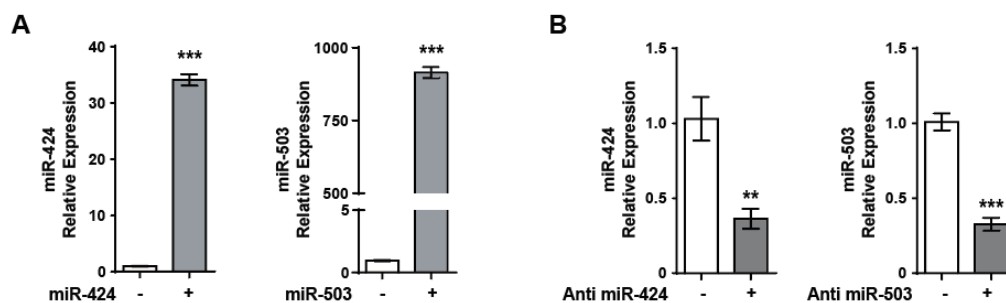 A
miR-424
Relative Expression
40
30
20
10
0
***
miR-424 - +
miR-503
Relative Expression
1000
750
500
5
0
***
miR-503 - +
B
miR-424
Relative Expression
1.5
1.0
0.5
0
**
Anti miR-424 - +
miR-503
Relative Expression
1.5
1.0
0.5
0
***
Anti miR-503 - +